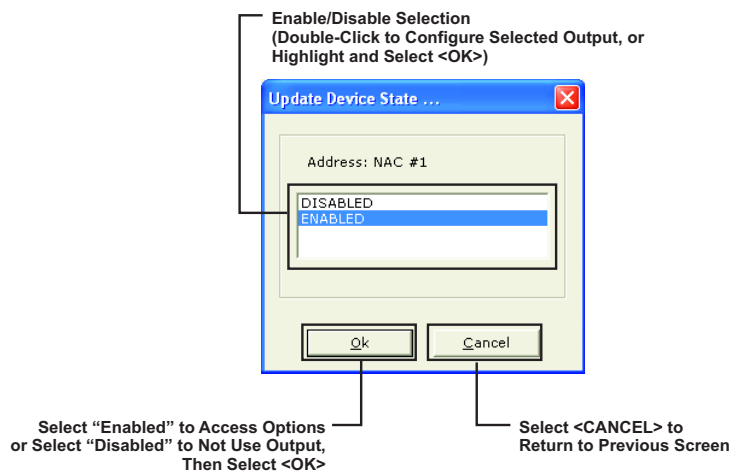 Enable/Disable Selection
(Double-Click to Configure Selected Output, or
Highlight and Select <OK>)
Update Device State ...
Address: NAC #1
DISABLED
ENABLED
Ok
Cancel
Select “Enabled” to Access Options
or Select “Disabled” to Not Use Output,
Then Select <OK>
Select <CANCEL> to
Return to Previous Screen